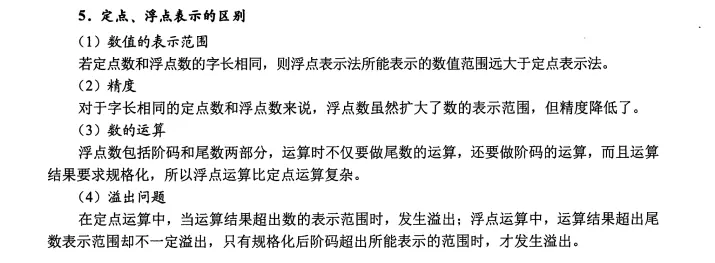 5．定点、浮点表示的区别
（1）数值的表示范围
若定点数和浮点数的字长相同，则浮点表示法所能表示的数值范围远大于定点表示法。
（2）精度
对于字长相同的定点数和浮点数来说，浮点数虽然扩大了数的表示范围，但精度降低了。
（3）数的运算
浮点数包括阶码和尾数两部分，运算时不仅要做尾数的运算，还要做阶码的运算，而且运算
结果要求规格化，所以浮点运算比定点运算复杂。
（4）溢出问题
在定点运算中，当运算结果超出数的表示范围时，发生溢出；浮点运算中，运算结果超出尾
数表示范围却不一定溢出，只有规格化后阶码超出所能表示的范围时，才发生溢出。